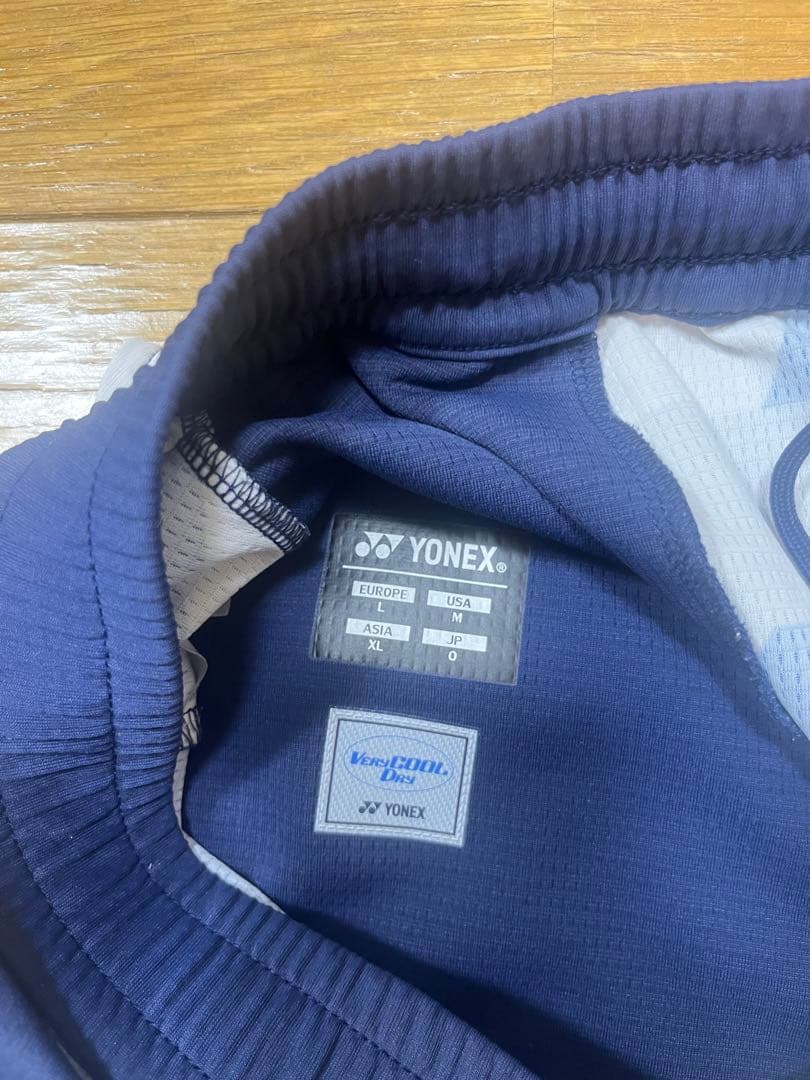 YONEX®
EUROPE USA
L M
ASIA JP
XL O
VERYCOOL
DRY
YONEX